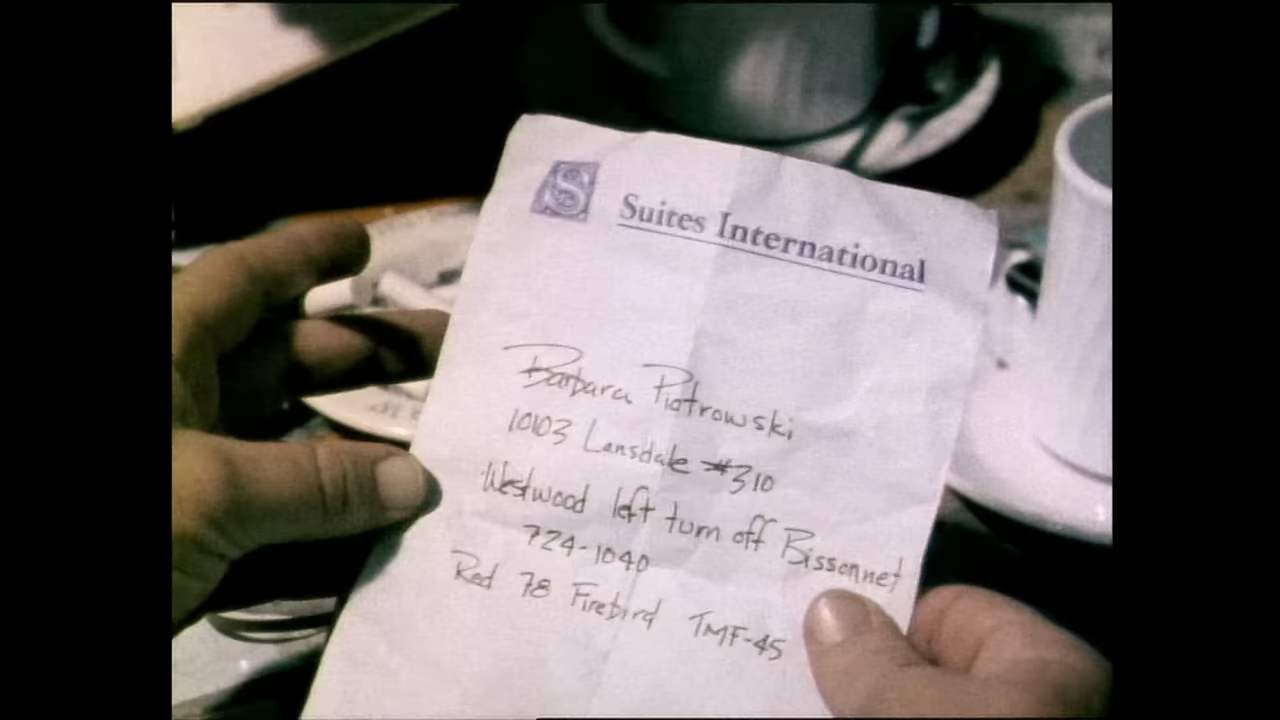 S
Suites International
Barbara Piotrowski
10103 Lansdale #310
Westwood left turn off Bissonnet
724-1040
Red 78 Firebird TMF-45